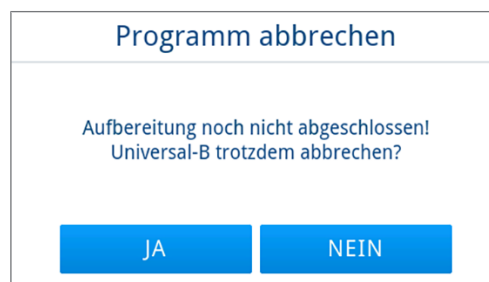 Programm abbrechen
Aufbereitung noch nicht abgeschlossen!
Universal-B trotzdem abbrechen?
JA
NEIN